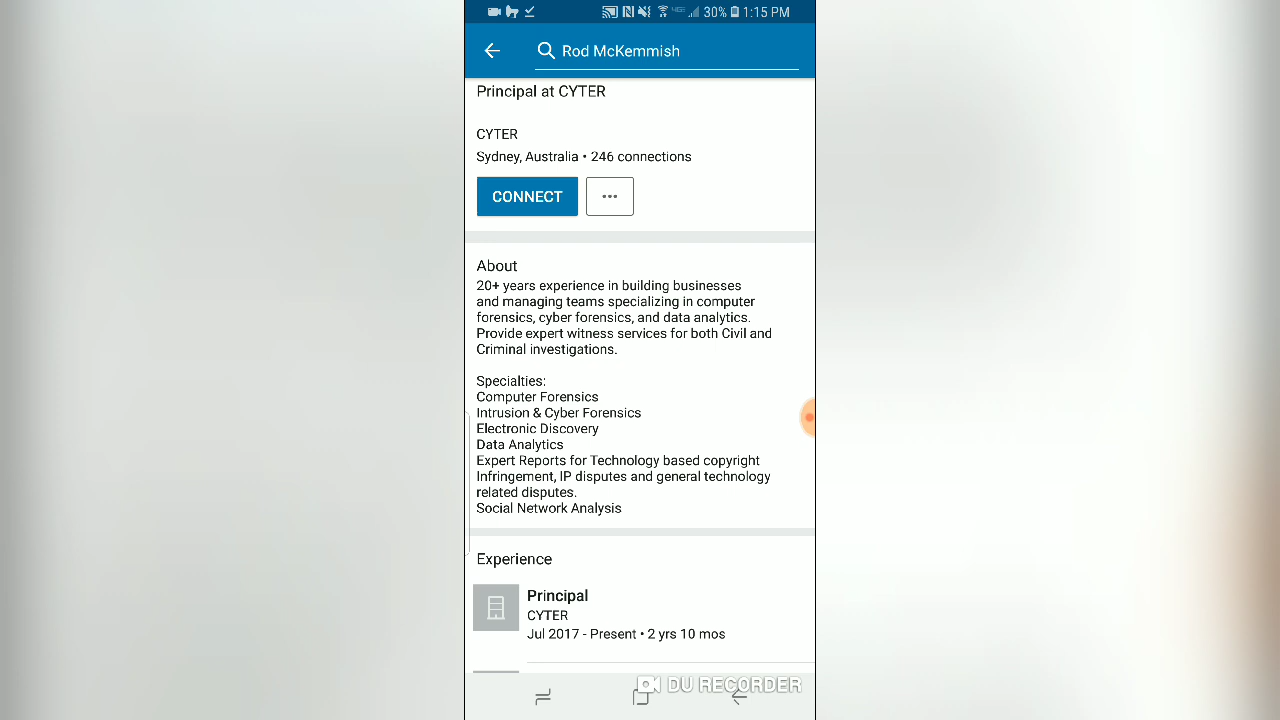 30% 1:15 PM
Rod McKemmish
Principal at CYTER
CYTER
Sydney, Australia • 246 connections
CONNECT
About
20+ years experience in building businesses
and managing teams specializing in computer
forensics, cyber forensics, and data analytics.
Provide expert witness services for both Civil and
Criminal investigations.
Specialties:
Computer Forensics
Intrusion & Cyber Forensics
Electronic Discovery
Data Analytics
Expert Reports for Technology based copyright
Infringement, IP disputes and general technology
related disputes.
Social Network Analysis
Experience
Principal
CYTER
Jul 2017 - Present • 2 yrs 10 mos
DU RECORDER